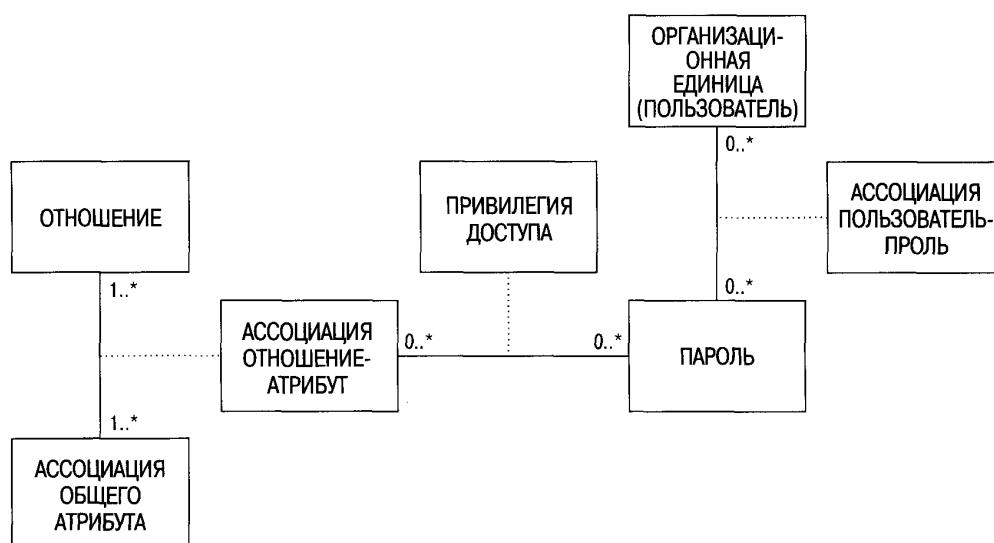 ОРГАНИЗАЦИ-
ОННАЯ
ЕДИНИЦА
(ПОЛЬЗОВАТЕЛЬ)
0..*
ОТНОШЕНИЕ
ПРИВИЛЕГИЯ
ДОСТУПА
АССОЦИАЦИЯ
ПОЛЬЗОВАТЕЛЬ-
ПРОЛЬ
1..*
0..*
АССОЦИАЦИЯ
ОТНОШЕНИЕ-
АТРИБУТ
0..*
0..*
ПАРОЛЬ
1..*
АССОЦИАЦИЯ
ОБЩЕГО
АТРИБУТА